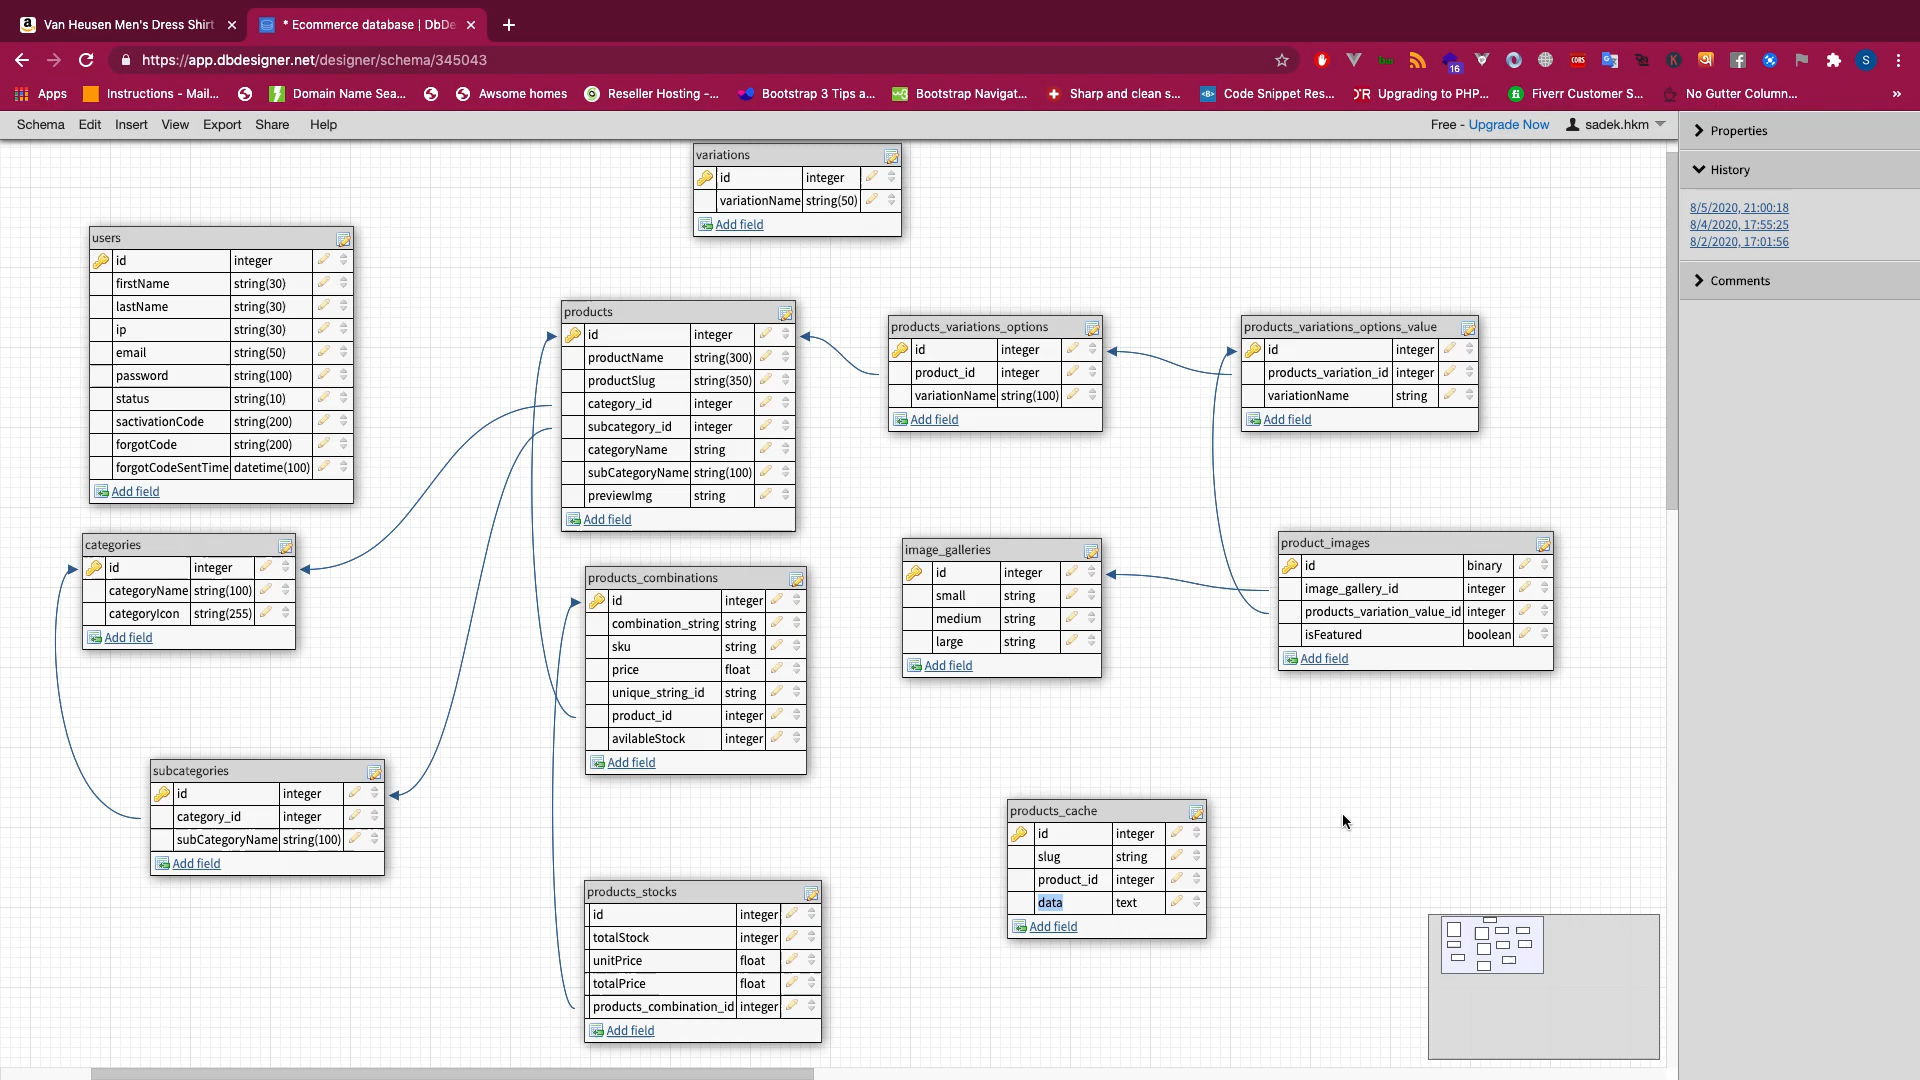 Van Heusen Men's Dress Shirt
* Ecommerce database | DbDe
https://app.dbdesigner.net/designer/schema/345043
16
CORS
K
S
Apps
Instructions - Mail...
Domain Name Sea...
Awsome homes
Reseller Hosting -...
Bootstrap 3 Tips a...
Bootstrap Navigat...
Sharp and clean s...
Code Snippet Res...
Upgrading to PHP...
Fiverr Customer S...
No Gutter Column...
»
Schema Edit Insert View Export Share Help
Free - Upgrade Now
sadek.hkm
Properties
History
8/5/2020, 21:00:18
8/4/2020, 17:55:25
8/2/2020, 17:01:56
Comments
variations
id integer
variationName string(50)
Add field
users
id integer
firstName string(30)
lastName string(30)
ip string(30)
email string(50)
password string(100)
status string(10)
sactivationCode string(200)
forgotCode string(200)
forgotCodeSentTime datetime(100)
Add field
products
id integer
productName string(300)
productSlug string(350)
category_id integer
subcategory_id integer
categoryName string
subCategoryName string(100)
previewImg string
Add field
products_variations_options
id integer
product_id integer
variationName string(100)
Add field
products_variations_options_value
id integer
products_variation_id integer
variationName string
Add field
categories
id integer
categoryName string(100)
categoryIcon string(255)
Add field
products_combinations
id integer
combination_string string
sku string
price float
unique_string_id string
product_id integer
avilableStock integer
Add field
image_galleries
id integer
small string
medium string
large string
Add field
product_images
id binary
image_gallery_id integer
products_variation_value_id integer
isFeatured boolean
Add field
subcategories
id integer
category_id integer
subCategoryName string(100)
Add field
products_cache
id integer
slug string
product_id integer
data text
Add field
products_stocks
id integer
totalStock integer
unitPrice float
totalPrice float
products_combination_id integer
Add field